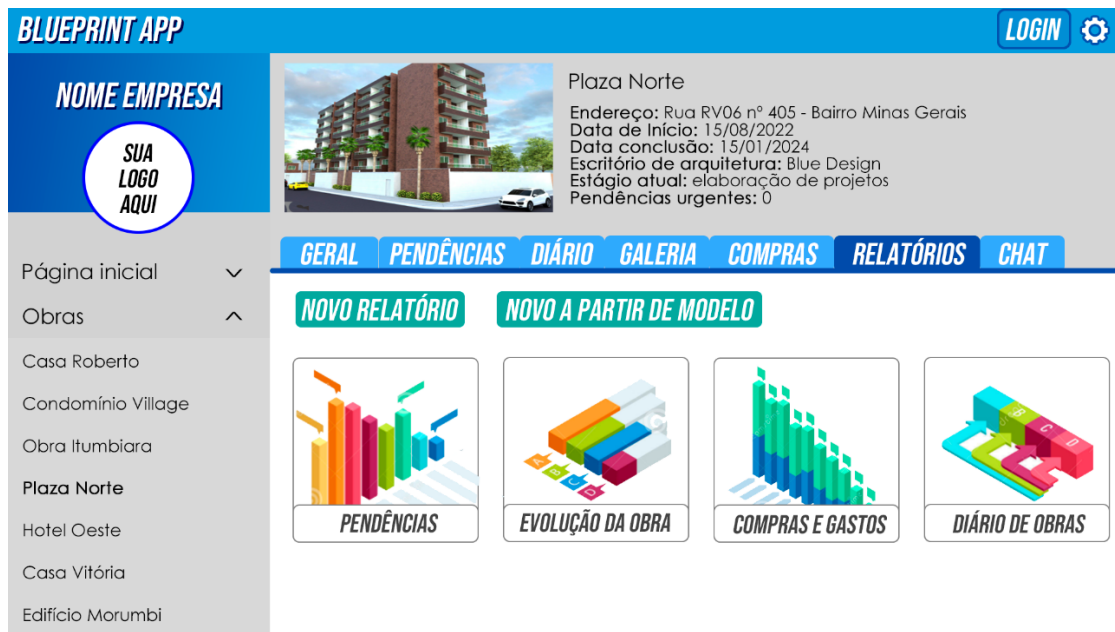 BLUEPRINT APP
LOGIN
NOME EMPRESA
SUA
LOGO
AQUI
Plaza Norte
Endereço: Rua RV06 nº 405 - Bairro Minas Gerais
Data de Início: 15/08/2022
Data conclusão: 15/01/2024
Escritório de arquitetura: Blue Design
Estágio atual: elaboração de projetos
Pendências urgentes: 0
Página inicial
Obras
Casa Roberto
Condomínio Village
Obra Itumbiara
Plaza Norte
Hotel Oeste
Casa Vitória
Edifício Morumbi
GERAL PENDÊNCIAS DIÁRIO GALERIA COMPRAS RELATÓRIOS CHAT
NOVO RELATÓRIO NOVO A PARTIR DE MODELO
A B C D
B C D
PENDÊNCIAS EVOLUÇÃO DA OBRA COMPRAS E GASTOS DIÁRIO DE OBRAS